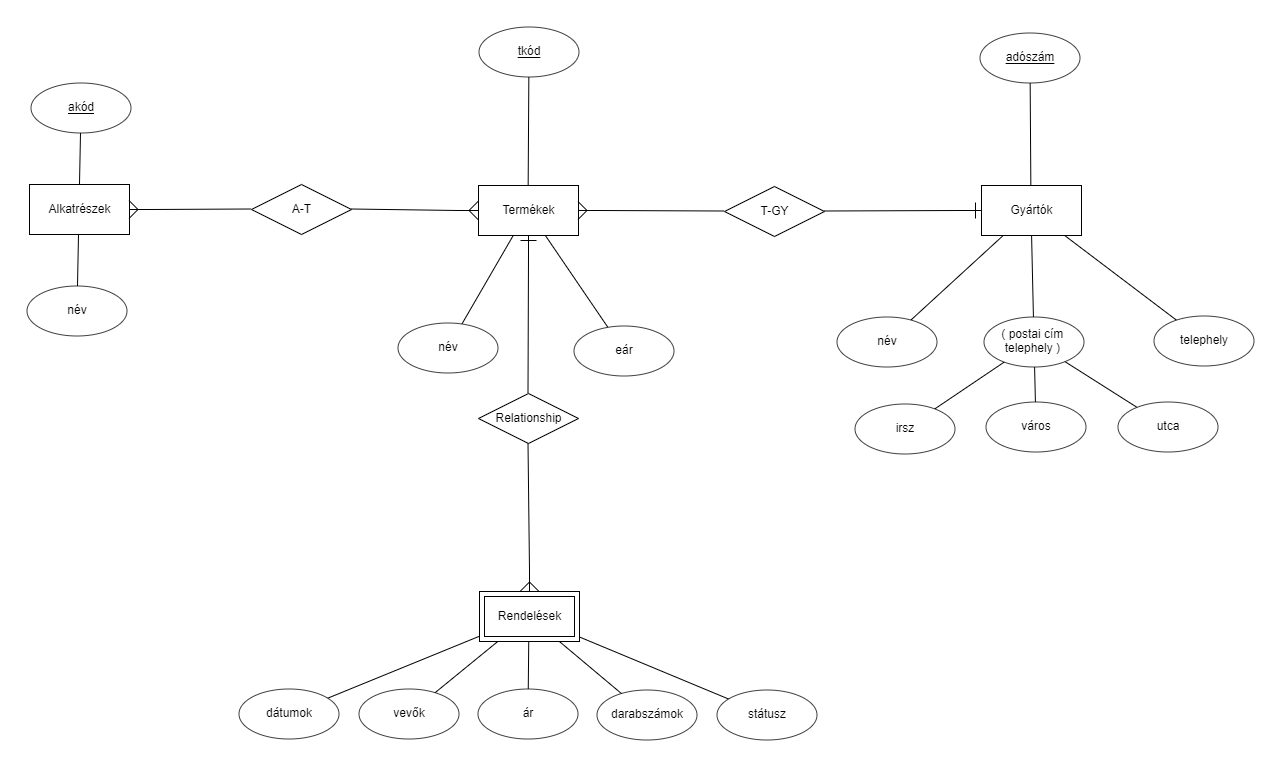 tkód
adószám
akód
Alkatrészek
A-T
Termékek
T-GY
Gyártók
név
név
eár
név
( postai cím
telephely )
telephely
irsz
város
utca
Relationship
Rendelések
dátumok
vevők
ár
darabszámok
státusz